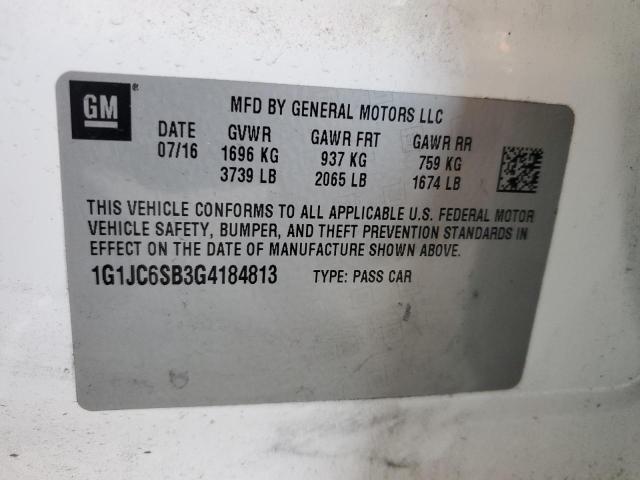 GM®
MFD BY GENERAL MOTORS LLC
DATE GVWR GAWR FRT GAWR RR
07/16 1696 KG 937 KG 759 KG
3739 LB 2065 LB 1674 LB
THIS VEHICLE CONFORMS TO ALL APPLICABLE U.S. FEDERAL MOTOR
VEHICLE SAFETY, BUMPER, AND THEFT PREVENTION STANDARDS IN
EFFECT ON THE DATE OF MANUFACTURE SHOWN ABOVE.
1G1JC6SB3G4184813 TYPE: PASS CAR